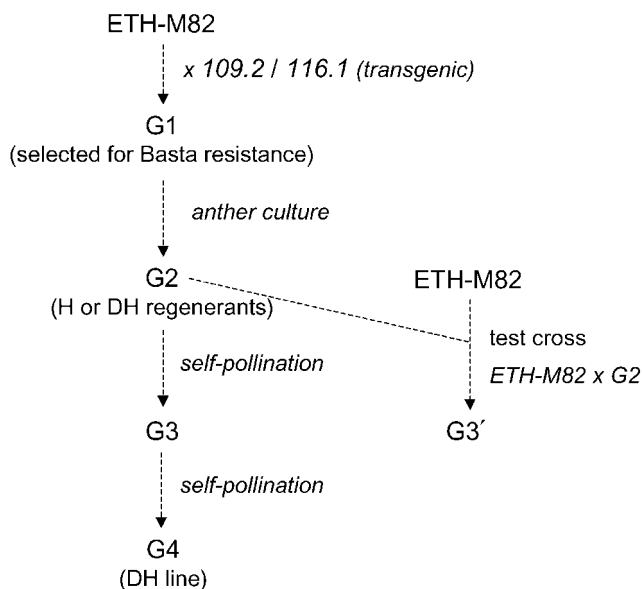 ETH-M82
x 109.2 / 116.1 (transgenic)
G1
(selected for Basta resistance)
anther culture
G2
(H or DH regenerants)
ETH-M82
test cross
ETH-M82 x G2
self-pollination
G3
G3´
self-pollination
G4
(DH line)